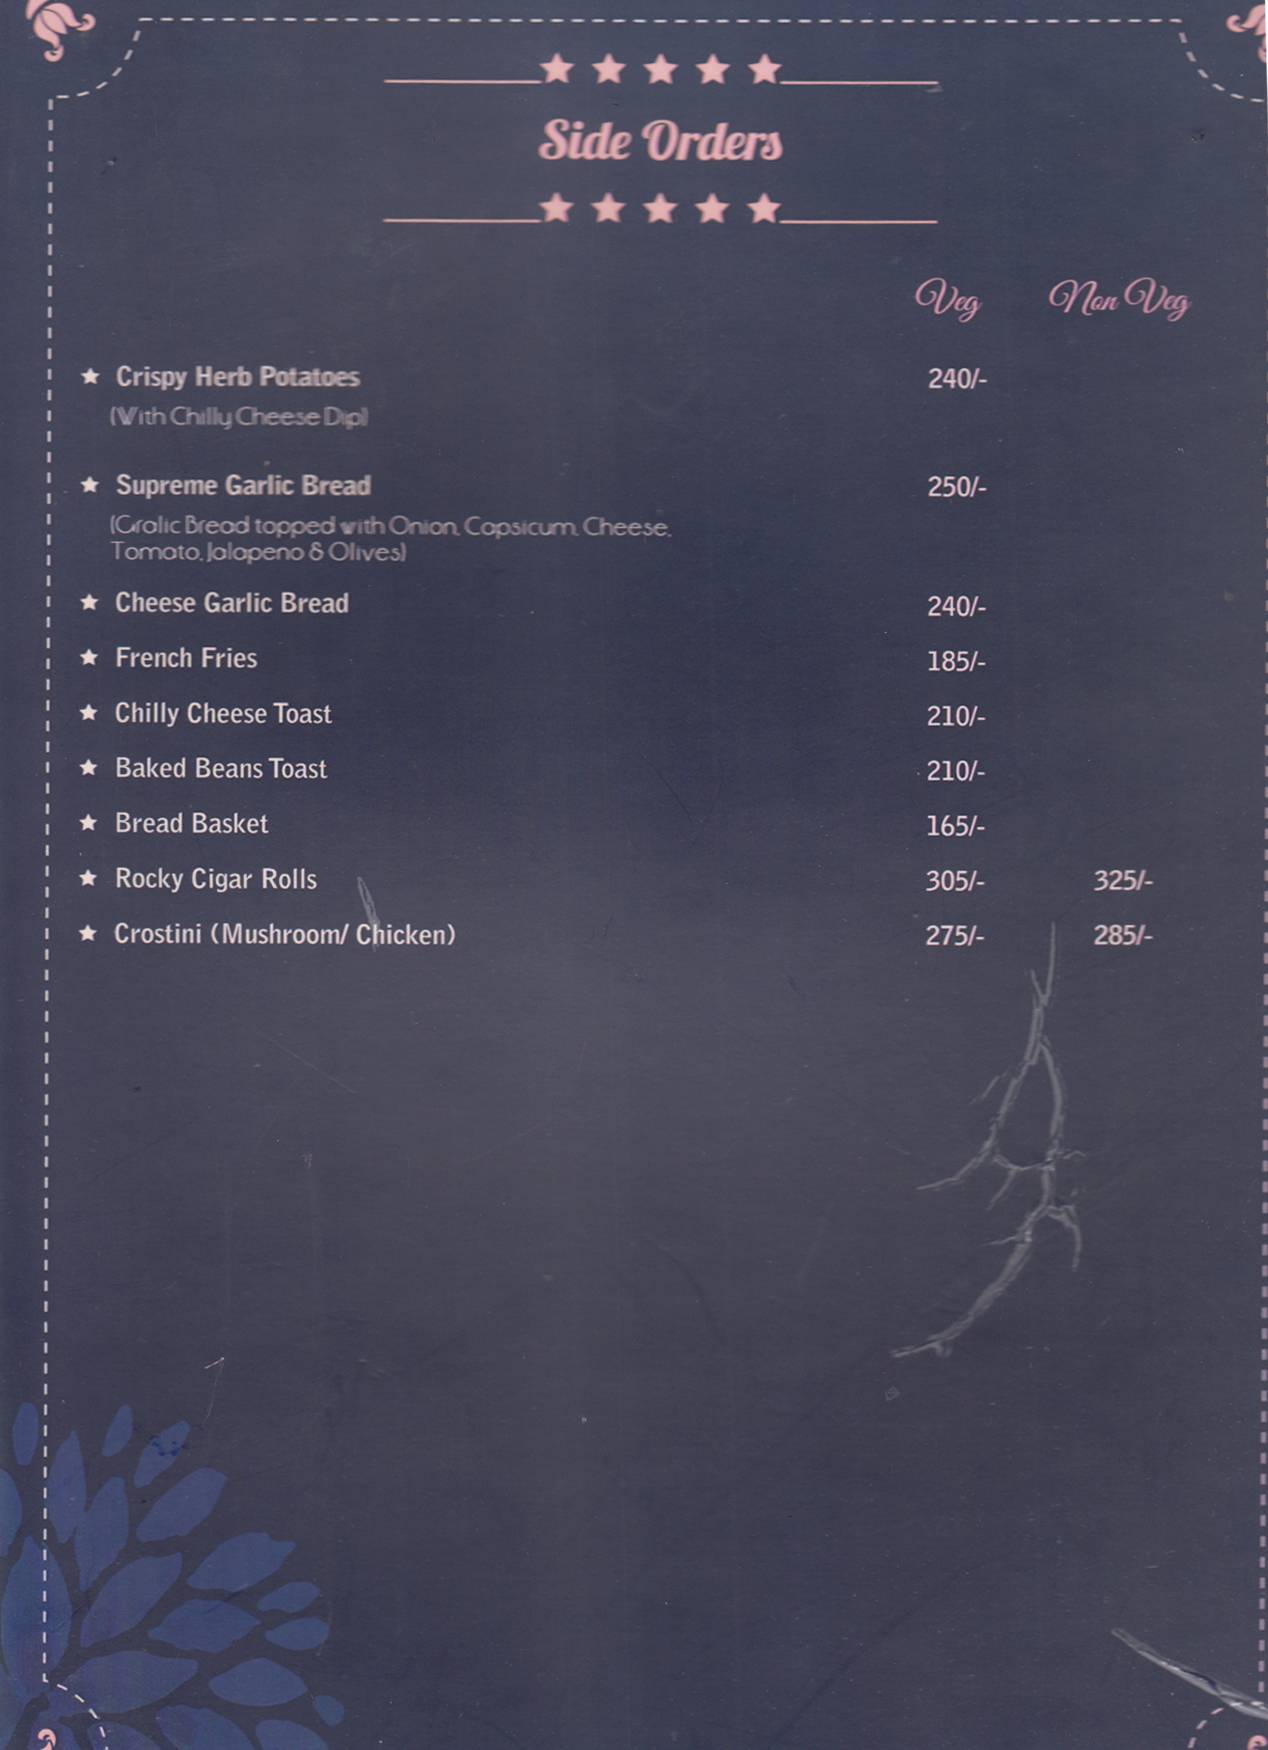 Side Orders
Veg Non Veg
Crispy Herb Potatoes 240/-
(With Chilly Cheese Dip)
Supreme Garlic Bread 250/-
(Gralic Bread topped with Onion, Capsicum, Cheese,
Tomato, Jalapeno & Olives)
Cheese Garlic Bread 240/-
French Fries 185/-
Chilly Cheese Toast 210/-
Baked Beans Toast 210/-
Bread Basket 165/-
Rocky Cigar Rolls 305/- 325/-
Crostini (Mushroom/ Chicken) 275/- 285/-